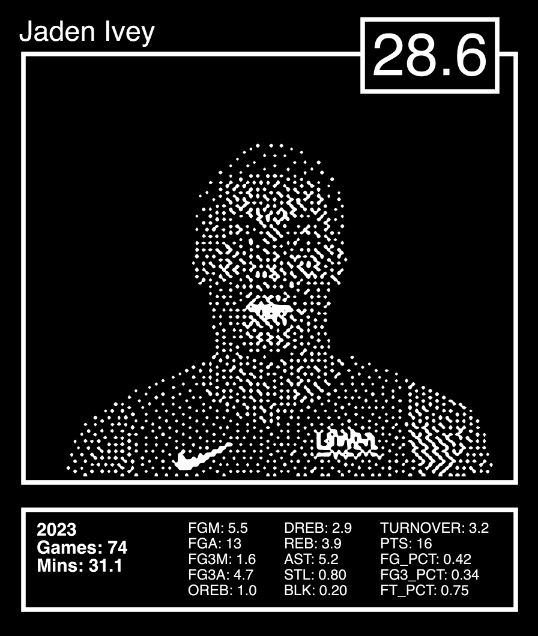 Jaden Ivey
28.6
2023
Games: 74
Mins: 31.1
FGM: 5.5
FGA: 13
FG3M: 1.6
FG3A: 4.7
OREB: 1.0
DREB: 2.9
REB: 3.9
AST: 5.2
STL: 0.80
BLK: 0.20
TURNOVER: 3.2
PTS: 16
FG_PCT: 0.42
FG3_PCT: 0.34
FT_PCT: 0.75